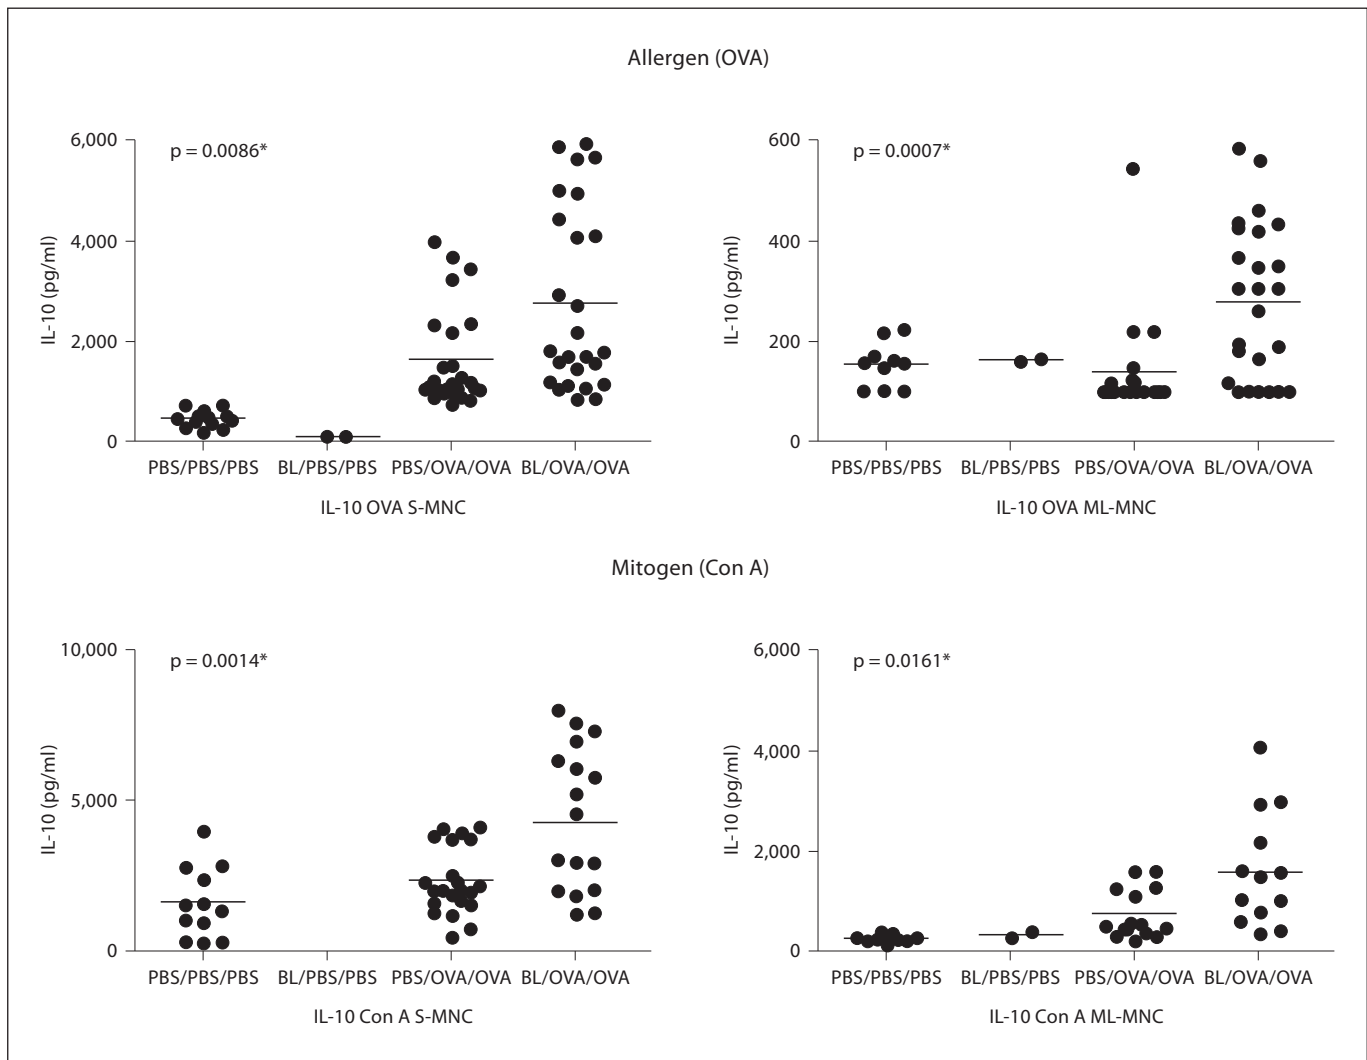 Allergen (OVA)
p = 0.0086*
IL-10 (pg/ml)
6,000
4,000
2,000
0
PBS/PBS/PBS BL/PBS/PBS PBS/OVA/OVA BL/OVA/OVA
IL-10 OVA S-MNC
p = 0.0007*
IL-10 (pg/ml)
600
400
200
0
PBS/PBS/PBS BL/PBS/PBS PBS/OVA/OVA BL/OVA/OVA
IL-10 OVA ML-MNC
Mitogen (Con A)
p = 0.0014*
IL-10 (pg/ml)
10,000
5,000
0
PBS/PBS/PBS BL/PBS/PBS PBS/OVA/OVA BL/OVA/OVA
IL-10 Con A S-MNC
p = 0.0161*
IL-10 (pg/ml)
6,000
4,000
2,000
0
PBS/PBS/PBS BL/PBS/PBS PBS/OVA/OVA BL/OVA/OVA
IL-10 Con A ML-MNC